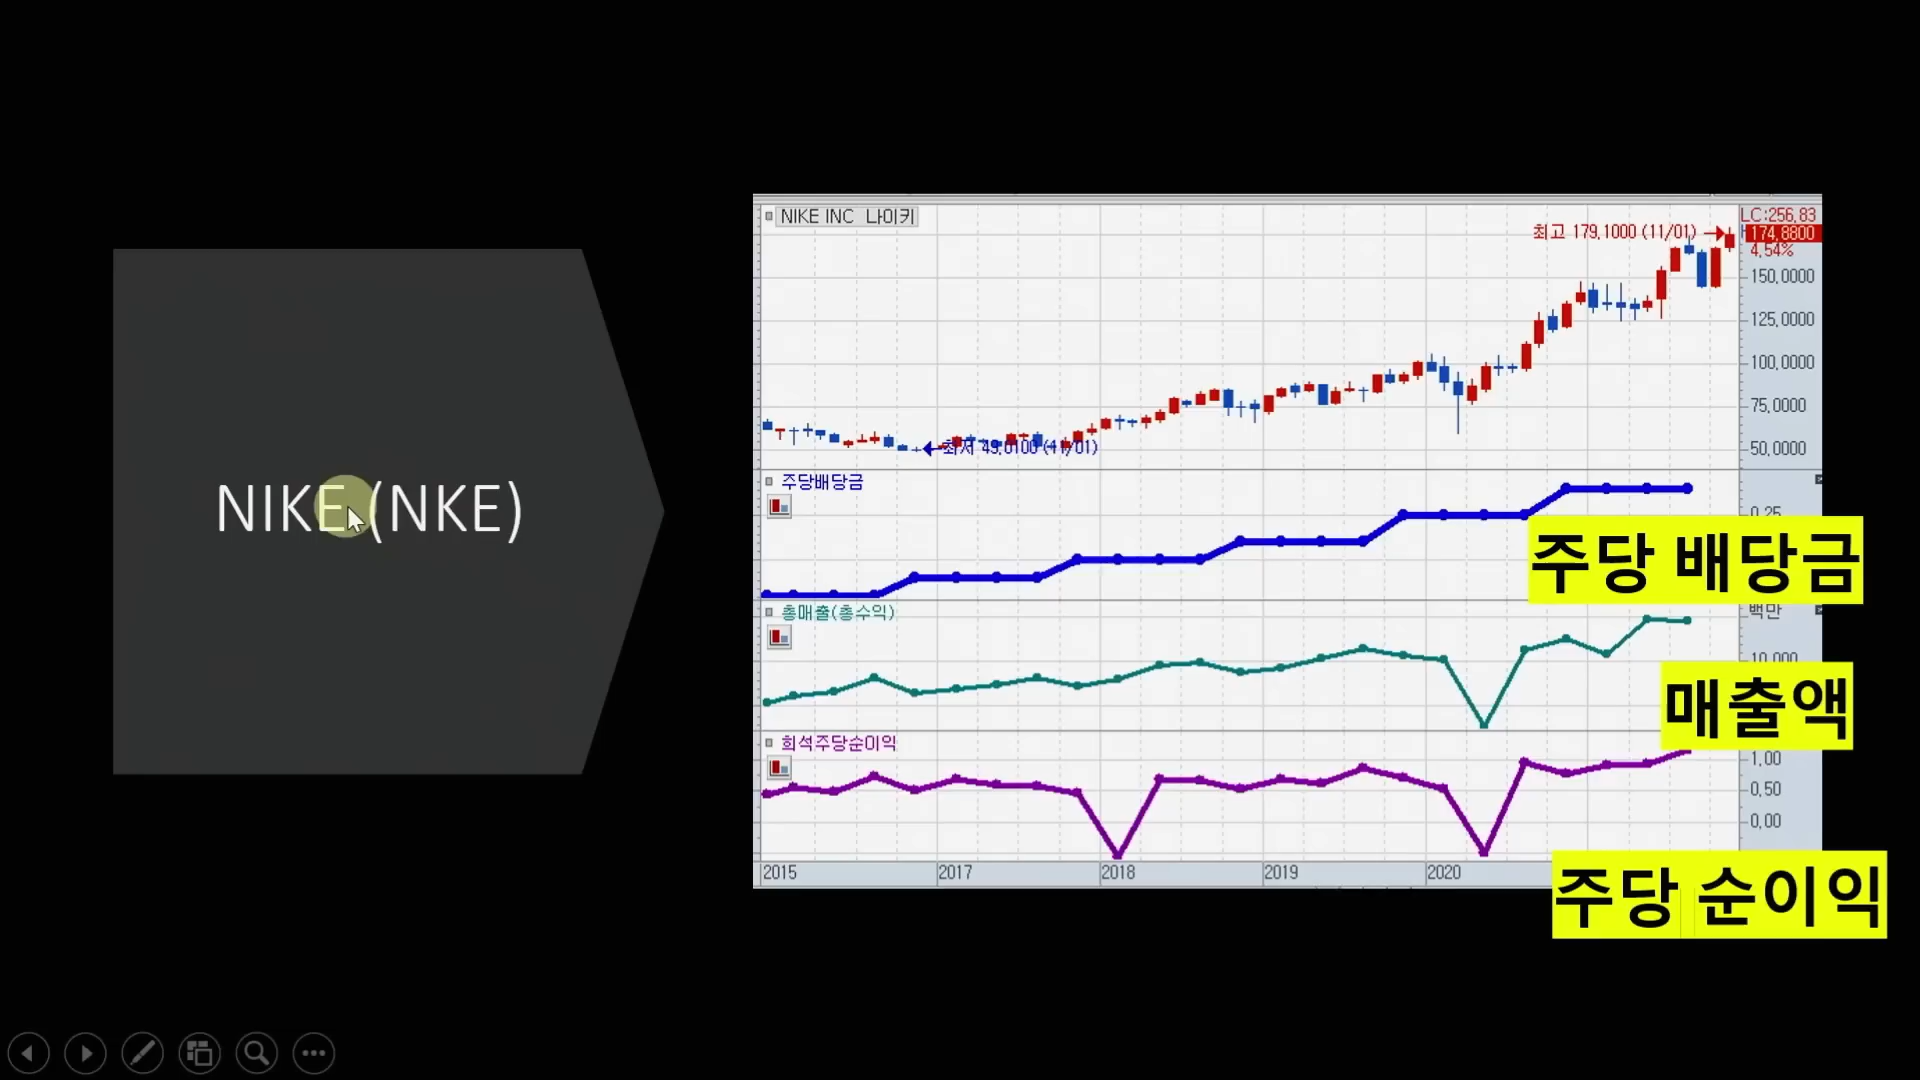 NIKE (NKE)
NIKE INC 나이키
LC:256,83
최고 179,1000 (11/01)
174,8800
4,54%
150,0000
125,0000
100,0000
75,0000
50,0000
최저 49,0100 (11/01)
주당배당금
0,25
주당 배당금
총매출(총수익)
백만
10,000
매출액
희석주당순이익
1,00
0,50
0,00
2015
2017
2018
2019
2020
주당 순이익